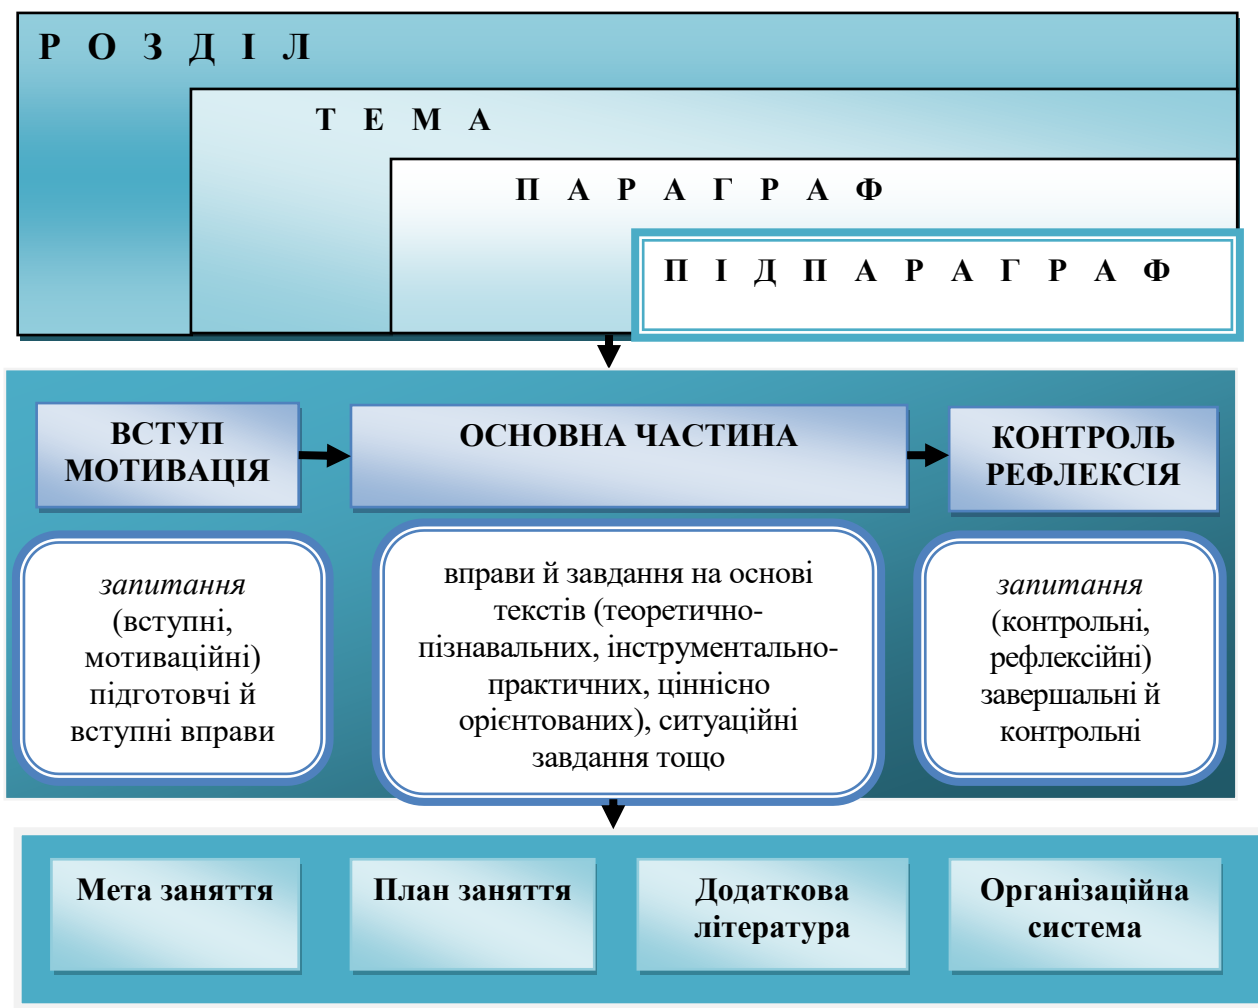 Р О З Д І Л
Т Е М А
П А Р А Г Р А Ф
П І Д П А Р А Г Р А Ф
ВСТУП
МОТИВАЦІЯ
ОСНОВНА ЧАСТИНА
КОНТРОЛЬ
РЕФЛЕКСІЯ
запитання
(вступні,
мотиваційні)
підготовчі й
вступні вправи
вправи й завдання на основі
текстів (теоретично-
пізнавальних, інструментально-
практичних, ціннісно
орієнтованих), ситуаційні
завдання тощо
запитання
(контрольні,
рефлексійні)
завершальні й
контрольні
Мета заняття
План заняття
Додаткова
література
Організаційна
система